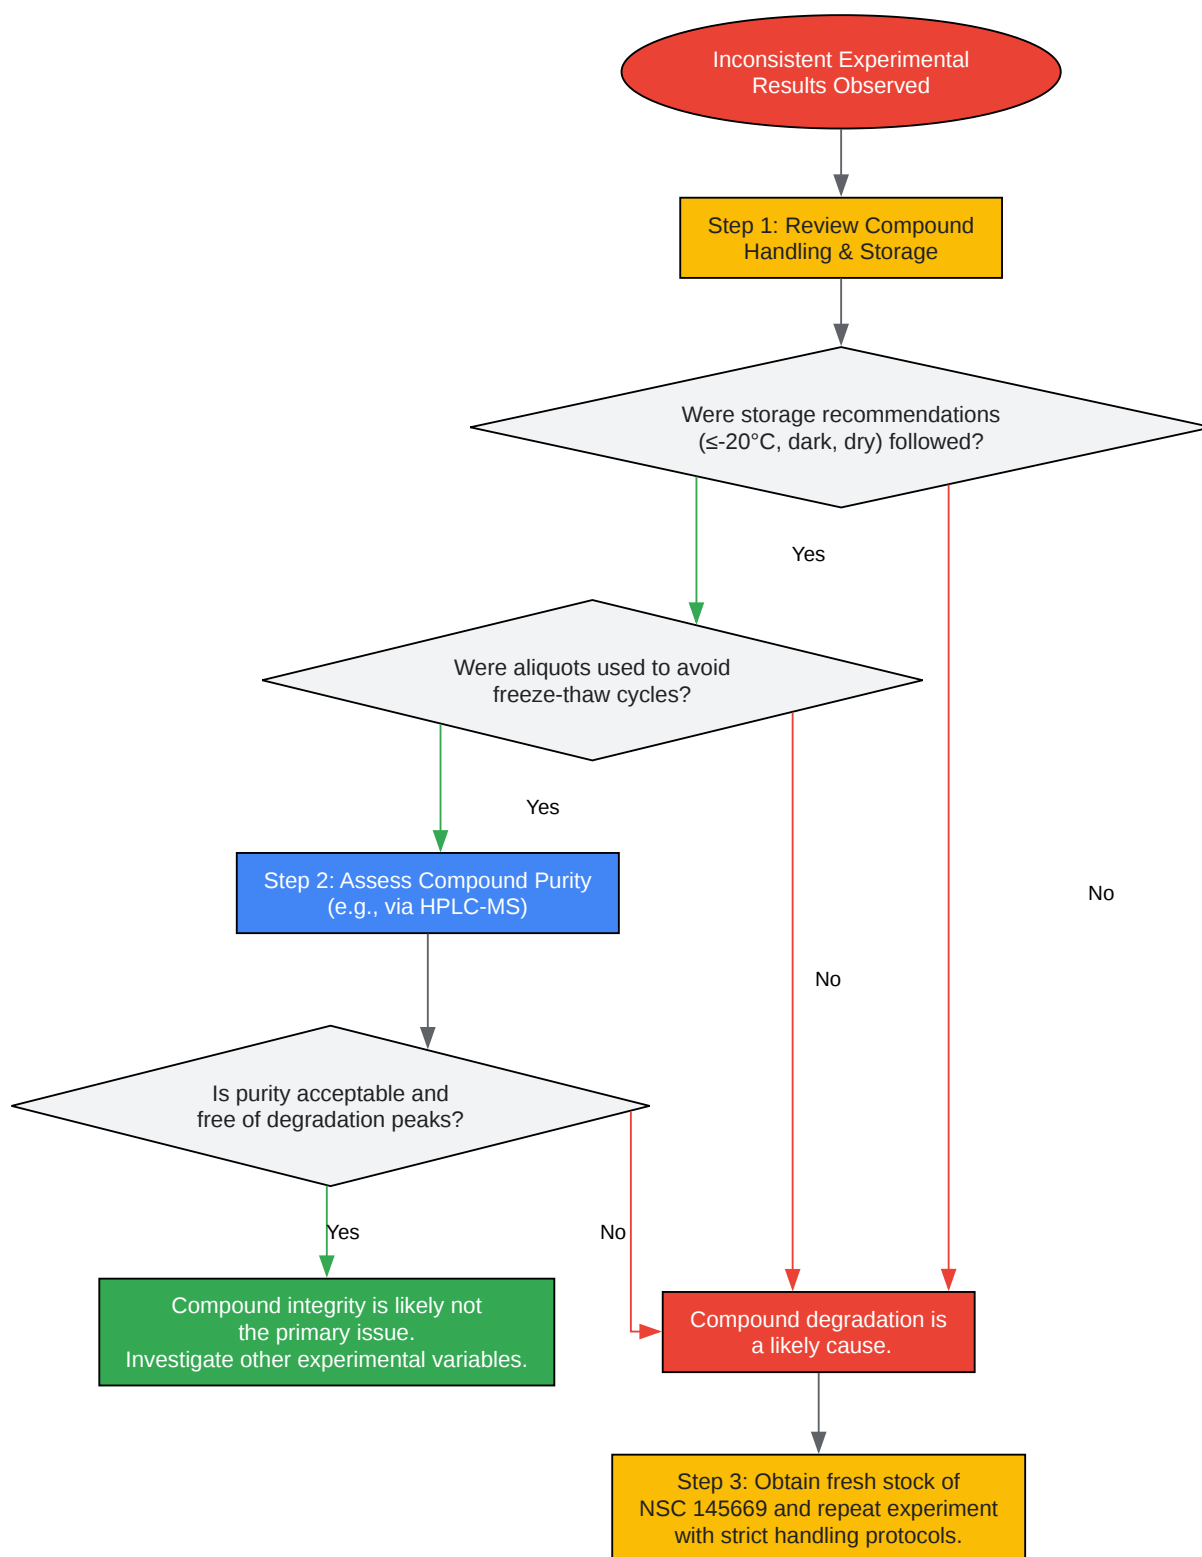 Inconsistent Experimental
Results Observed
Step 1: Review Compound
Handling & Storage
Were storage recommendations
(≤-20°C, dark, dry) followed?
Yes
Were aliquots used to avoid
freeze-thaw cycles?
Yes
Step 2: Assess Compound Purity
(e.g., via HPLC-MS)
No
No
Is purity acceptable and
free of degradation peaks?
Yes
No
Compound integrity is likely not
the primary issue.
Investigate other experimental variables.
Compound degradation is
a likely cause.
Step 3: Obtain fresh stock of
NSC 145669 and repeat experiment
with strict handling protocols.